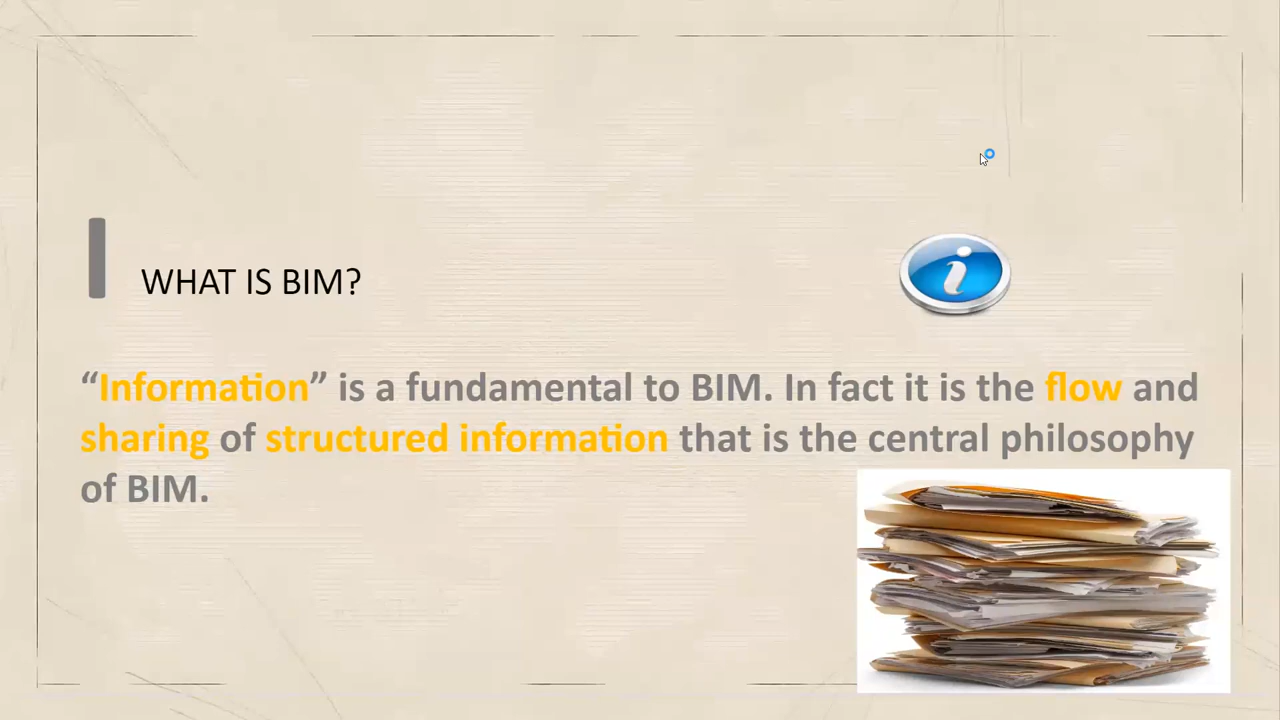 I WHAT IS BIM?
“Information” is a fundamental to BIM. In fact it is the flow and
sharing of structured information that is the central philosophy
of BIM.